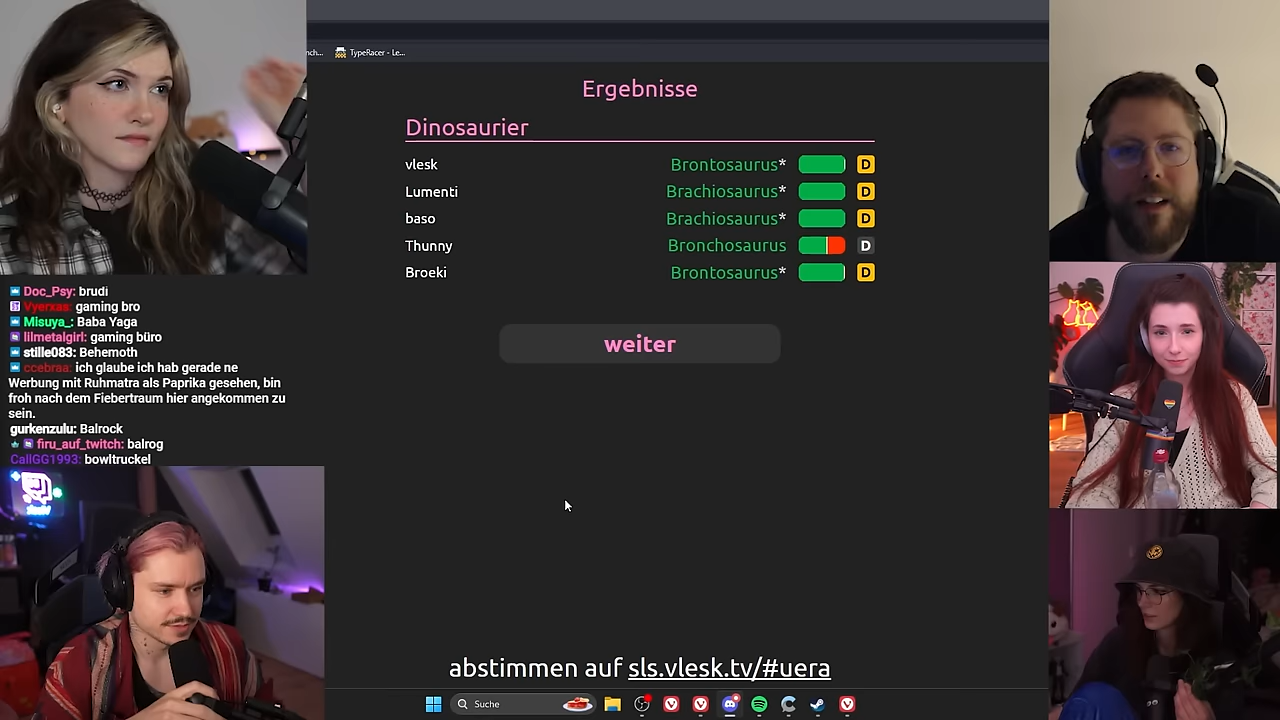 nch...
TypeRacer - Le...
Ergebnisse
Dinosaurier
vlesk Brontosaurus* D
Lumenti Brachiosaurus* D
baso Brachiosaurus* D
Thunny Bronchosaurus D
Broeki Brontosaurus* D
weiter
Doc_Psy: brudi
Vyerxas: gaming bro
Misuya_: Baba Yaga
lilmetalgirl: gaming büro
stille083: Behemoth
ccebraa: ich glaube ich hab gerade ne
Werbung mit Ruhmatra als Paprika gesehen, bin
froh nach dem Fiebertraum hier angekommen zu
sein.
gurkenzulu: Balrock
firu_auf_twitch: balrog
CallGG1993: bowltruckel
abstimmen auf sls.vlesk.tv/#uera
Suche